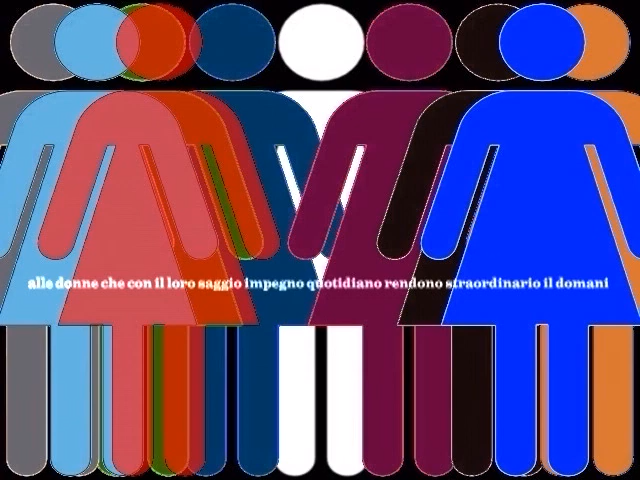 alle donne che con il loro saggio impegno quotidiano rendono straordinario il domani